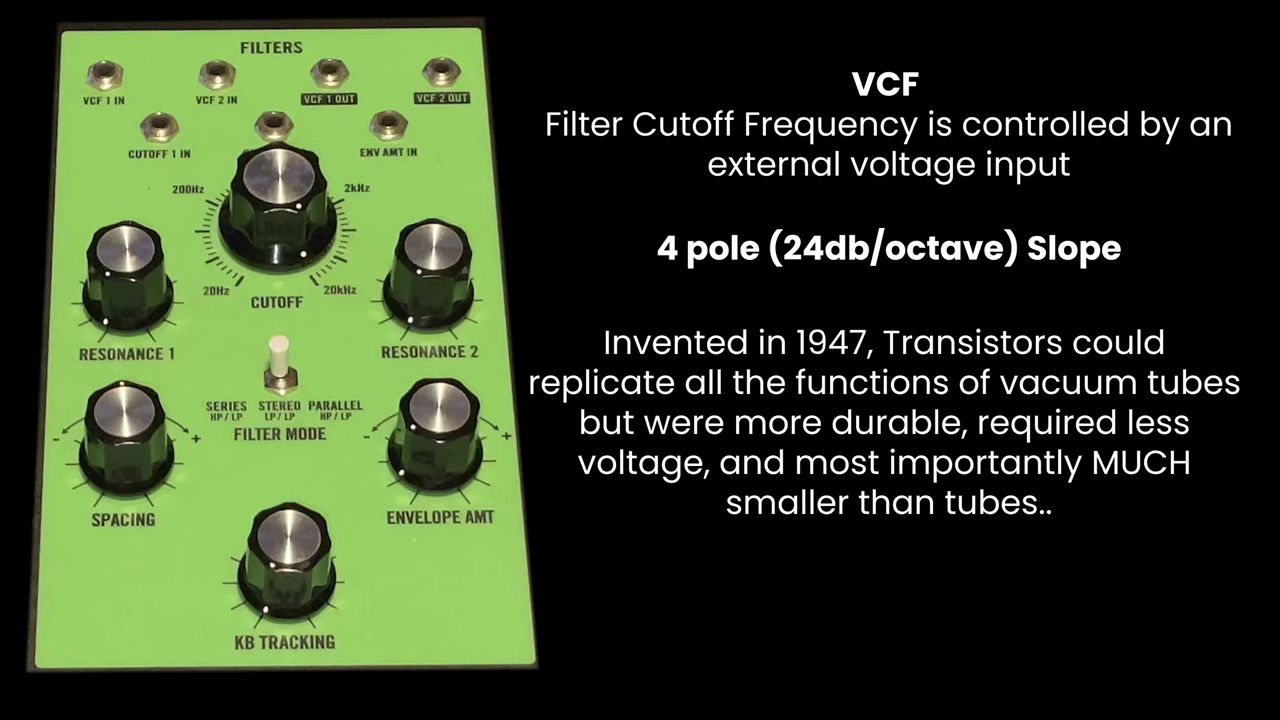 FILTERS
VCF 1 IN
VCF 2 IN
VCF 1 OUT
VCF 2 OUT
CUTOFF 1 IN
ENV AMT IN
200Hz
2kHz
20Hz
20kHz
CUTOFF
RESONANCE 1
RESONANCE 2
SERIES STEREO PARALLEL
HP / LP LP / LP HP / LP
FILTER MODE
- +
- +
SPACING
ENVELOPE AMT
KB TRACKING
VCF
Filter Cutoff Frequency is controlled by an
external voltage input
4 pole (24db/octave) Slope
Invented in 1947, Transistors could
replicate all the functions of vacuum tubes
but were more durable, required less
voltage, and most importantly MUCH
smaller than tubes..